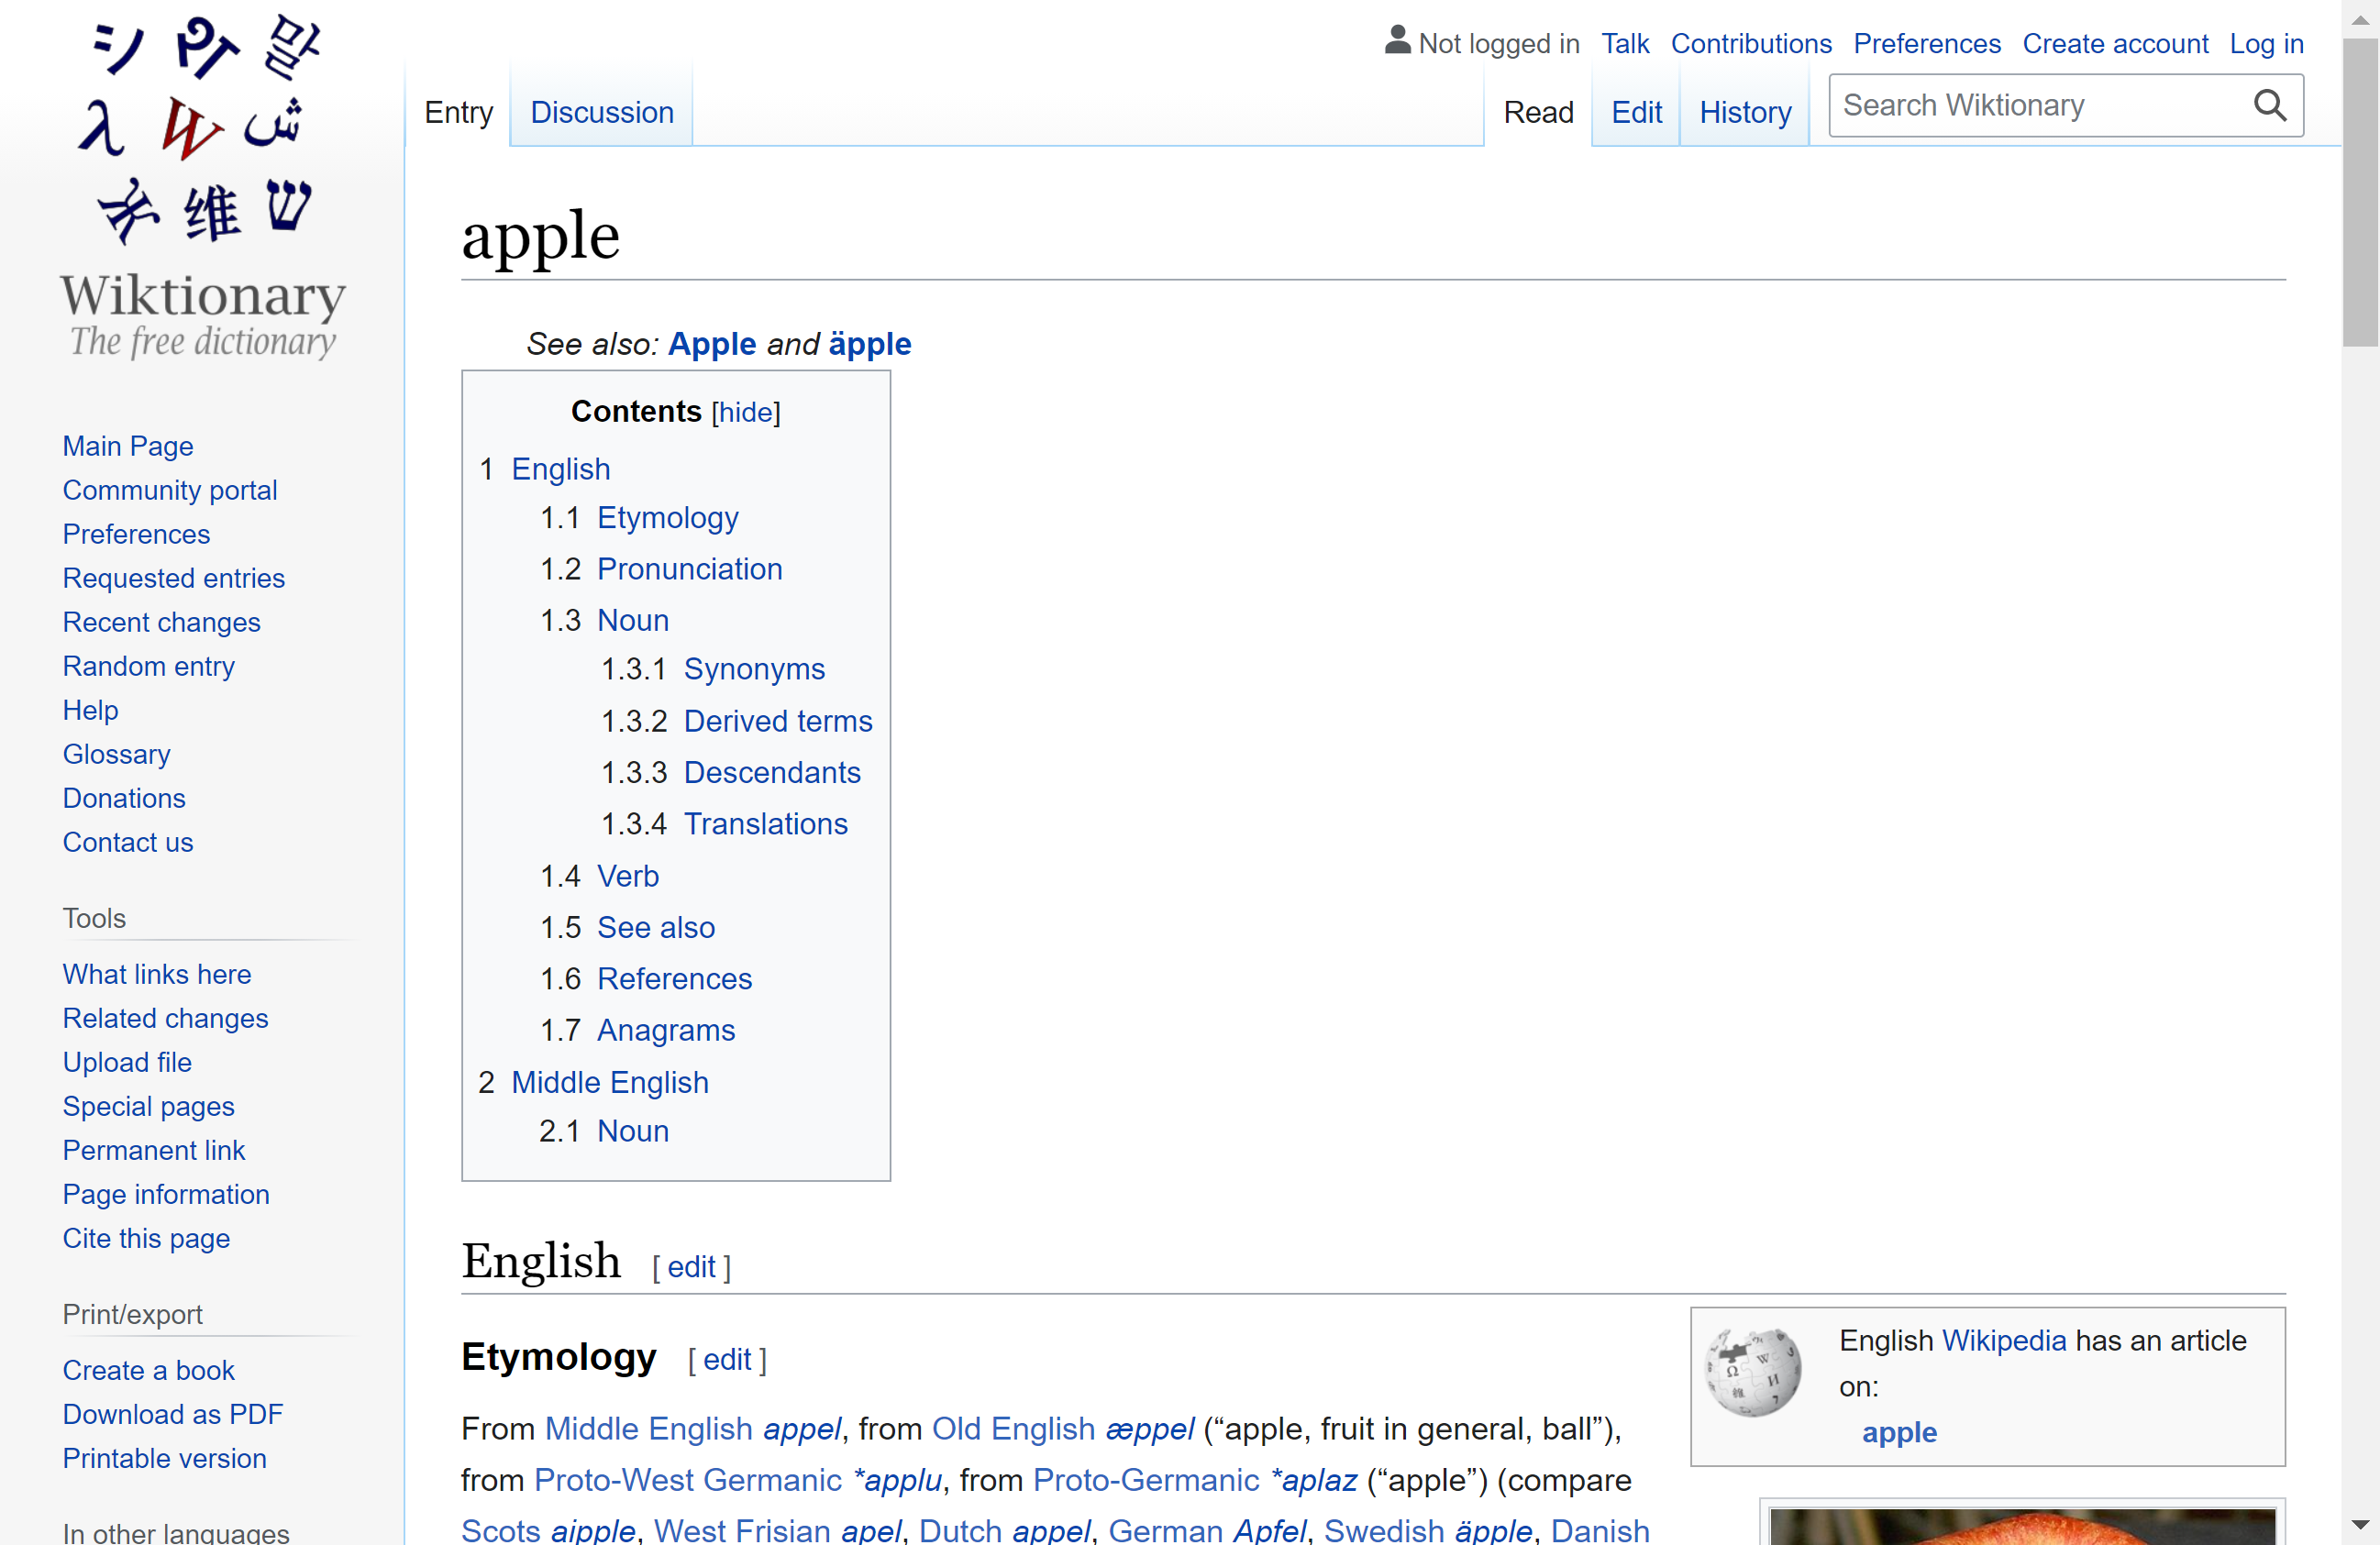 シ や 말
λ W ش
维 ש
Wiktionary
The free dictionary
Main Page
Community portal
Preferences
Requested entries
Recent changes
Random entry
Help
Glossary
Donations
Contact us
Tools
What links here
Related changes
Upload file
Special pages
Permanent link
Page information
Cite this page
Print/export
Create a book
Download as PDF
Printable version
In other languages
Not logged in Talk Contributions Preferences Create account Log in
Entry Discussion Read Edit History Search Wiktionary
apple
See also: Apple and äpple
Contents [hide]
1 English
1.1 Etymology
1.2 Pronunciation
1.3 Noun
1.3.1 Synonyms
1.3.2 Derived terms
1.3.3 Descendants
1.3.4 Translations
1.4 Verb
1.5 See also
1.6 References
1.7 Anagrams
2 Middle English
2.1 Noun
English [ edit ]
Etymology [ edit ]
From Middle English appel, from Old English æppel (“apple, fruit in general, ball”),
from Proto-West Germanic *applu, from Proto-Germanic *aplaz (“apple”) (compare
Scots aipple, West Frisian apel, Dutch appel, German Apfel, Swedish äpple, Danish
English Wikipedia has an article
on:
apple